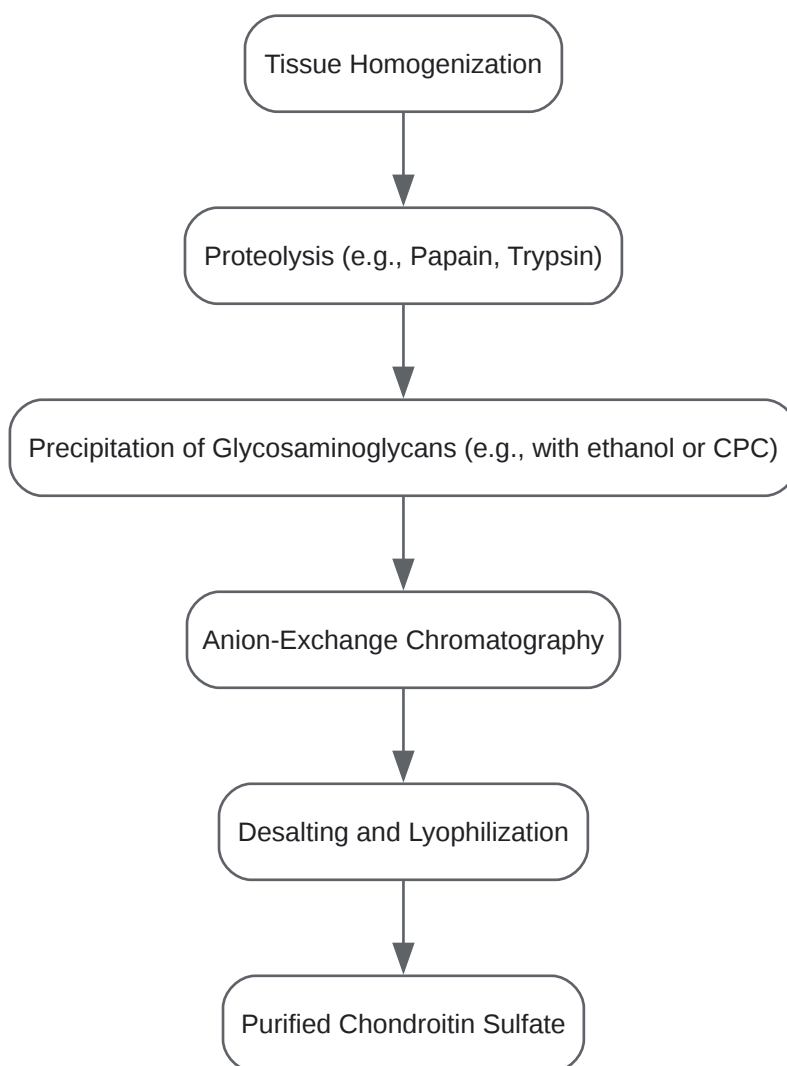 Tissue Homogenization
Proteolysis (e.g., Papain, Trypsin)
Precipitation of Glycosaminoglycans (e.g., with ethanol or CPC)
Anion-Exchange Chromatography
Desalting and Lyophilization
Purified Chondroitin Sulfate